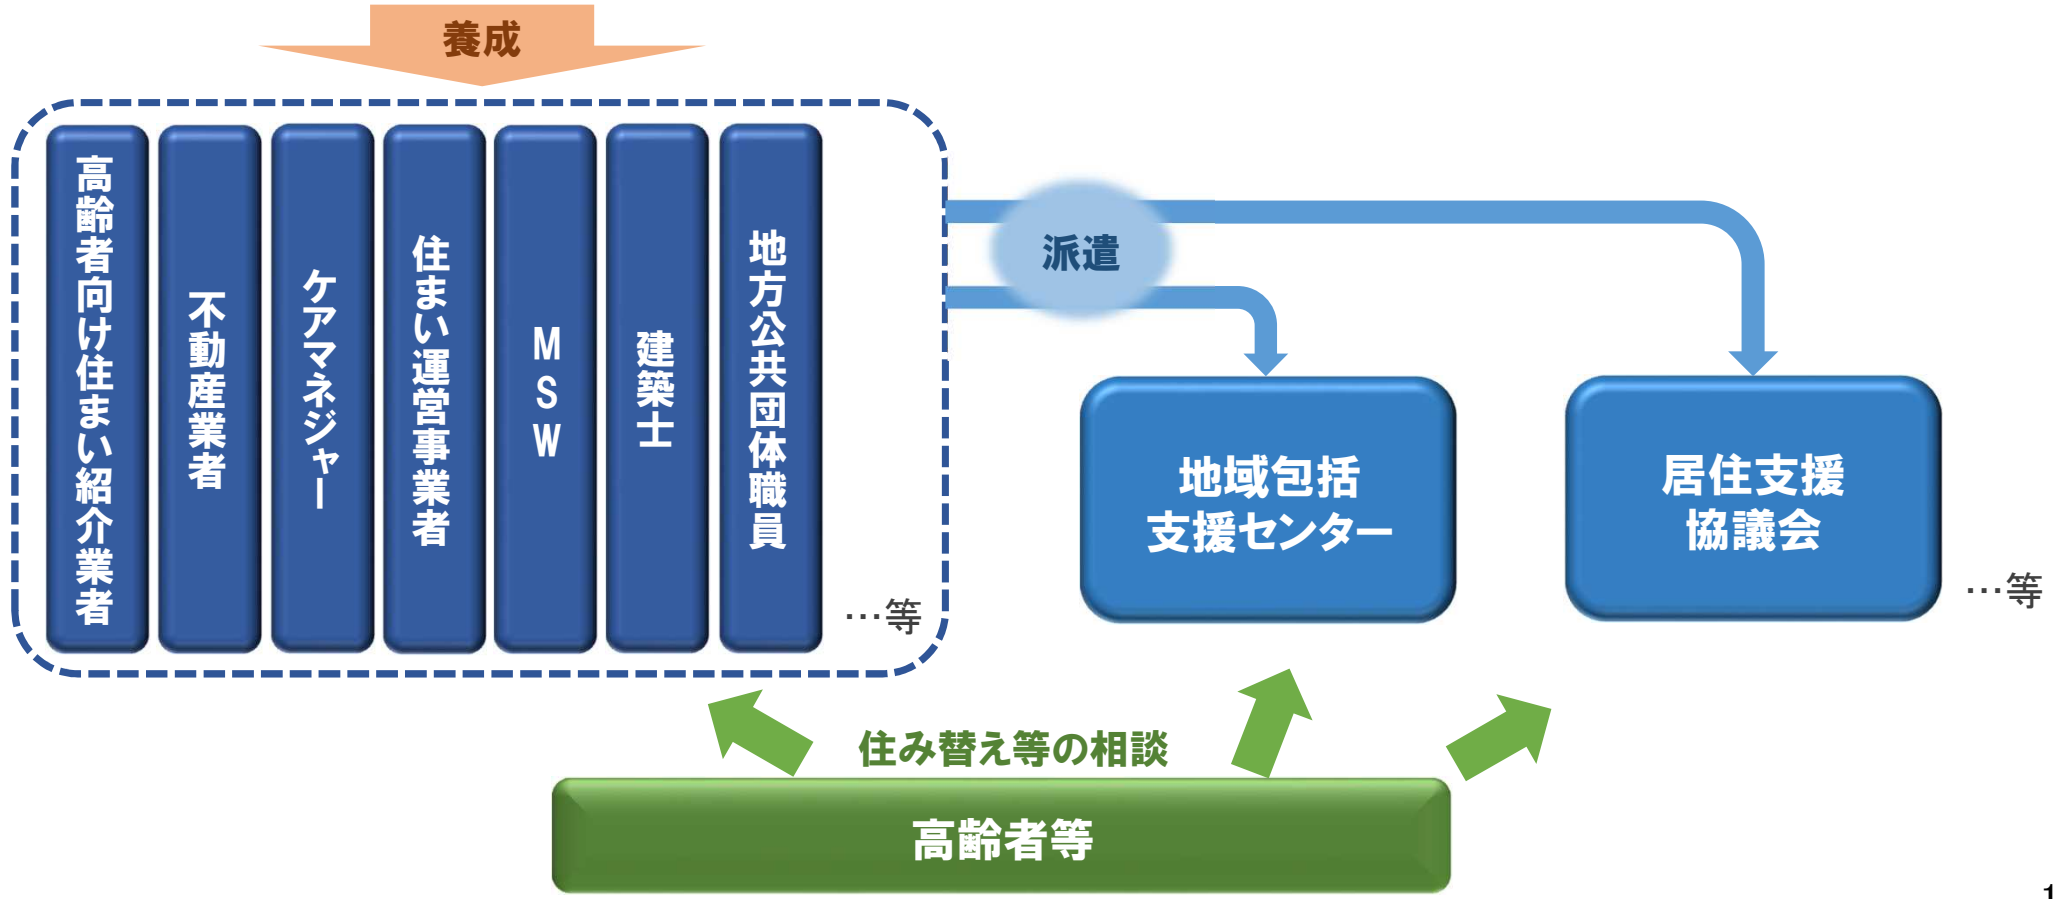 養成
高齢者向け住まい紹介業者
不動産業者
ケアマネジャー
住まい運営事業者
MSW
建築士
地方公共団体職員
…等
派遣
地域包括
支援センター
居住支援
協議会
…等
住み替え等の相談
高齢者等
1